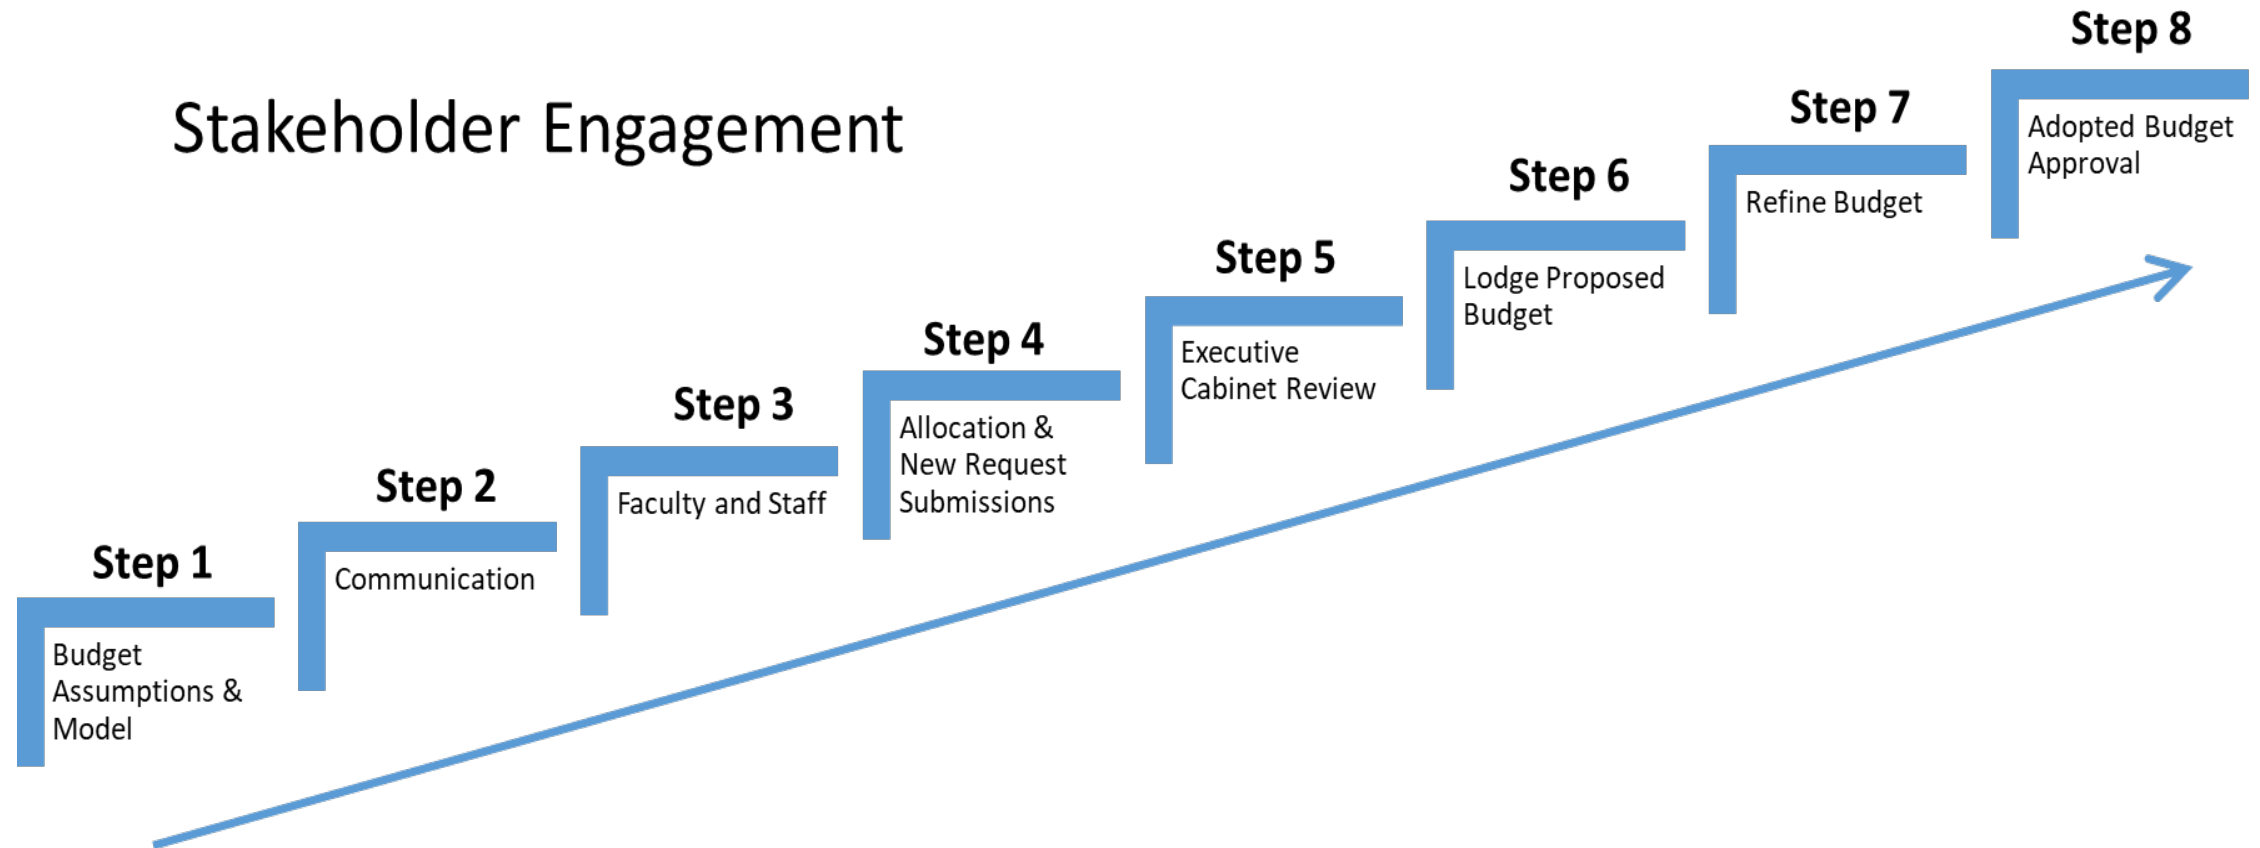 Stakeholder Engagement
Step 1
Budget
Assumptions &
Model
Step 2
Communication
Step 3
Faculty and Staff
Step 4
Allocation &
New Request
Submissions
Step 5
Executive
Cabinet Review
Step 6
Lodge Proposed
Budget
Step 7
Refine Budget
Step 8
Adopted Budget
Approval